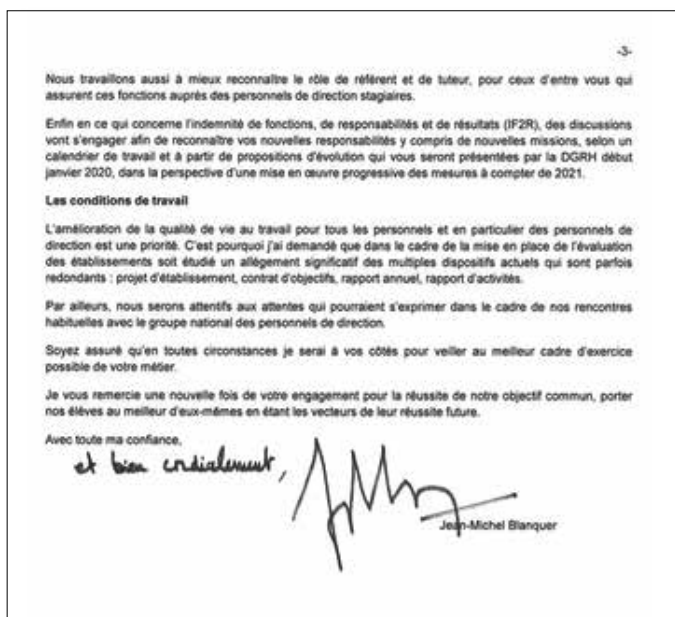 -3-
Nous travaillons aussi à mieux reconnaître le rôle de référent et de tuteur, pour ceux d'entre vous qui
assurent ces fonctions auprès des personnels de direction stagiaires.
Enfin en ce qui concerne l'indemnité de fonctions, de responsabilités et de résultats (IF2R), des discussions
vont s'engager afin de reconnaître vos nouvelles responsabilités y compris de nouvelles missions, selon un
calendrier de travail et à partir de propositions d'évolution qui vous seront présentées par la DGRH début
janvier 2020, dans la perspective d'une mise en œuvre progressive des mesures à compter de 2021.
Les conditions de travail
L'amélioration de la qualité de vie au travail pour tous les personnels et en particulier des personnels de
direction est une priorité. C'est pourquoi j'ai demandé que dans le cadre de la mise en place de l'évaluation
des établissements soit étudié un allègement significatif des multiples dispositifs actuels qui sont parfois
redondants : projet d'établissement, contrat d'objectifs, rapport annuel, rapport d'activités.
Par ailleurs, nous serons attentifs aux attentes qui pourraient s'exprimer dans le cadre de nos rencontres
habituelles avec le groupe national des personnels de direction.
Soyez assuré qu'en toutes circonstances je serai à vos côtés pour veiller au meilleur cadre d'exercice
possible de votre métier.
Je vous remercie une nouvelle fois de votre engagement pour la réussite de notre objectif commun, porter
nos élèves au meilleur d'eux-mêmes en étant les vecteurs de leur réussite future.
Avec toute ma confiance,
et bien cordialement,
Jean-Michel Blanquer